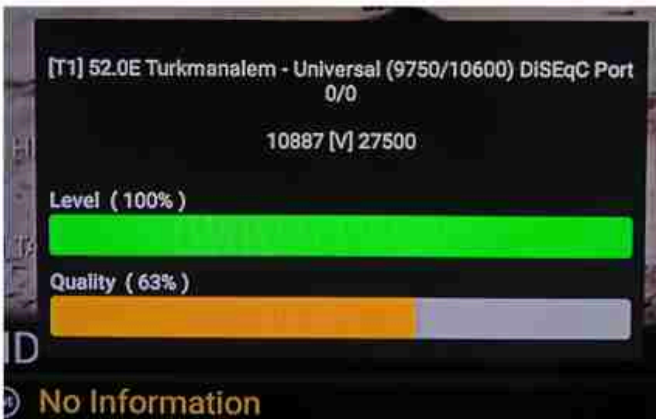 [T1] 52.0E Turkmanalem - Universal (9750/10600) DiSEqC Port
0/0
10887 [V] 27500
Level ( 100% )
Quality ( 63% )
ID
No Information